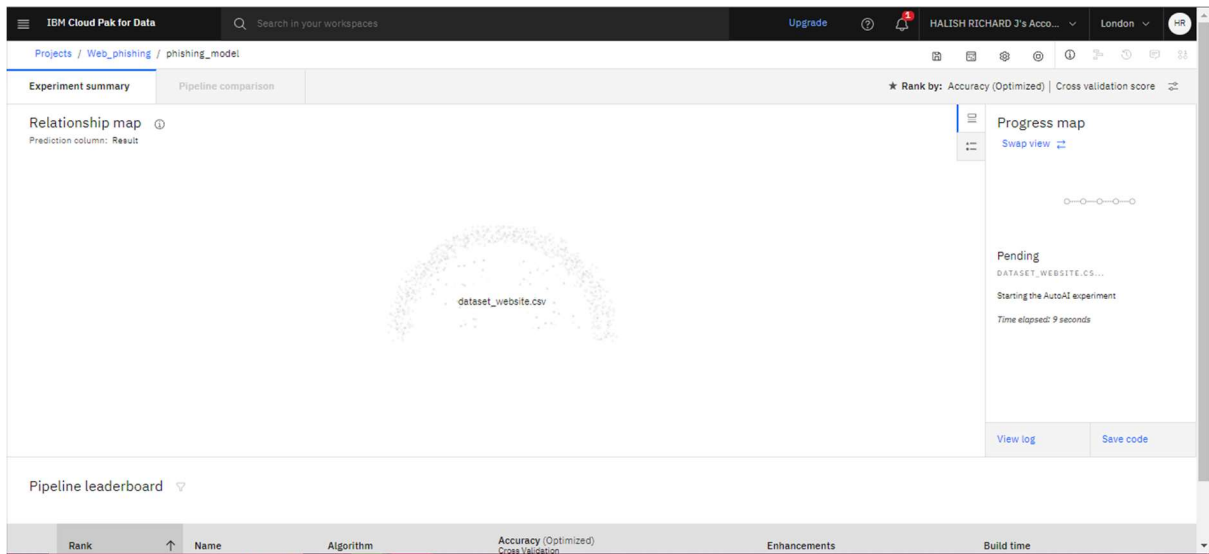 IBM Cloud Pak for Data
Search in your workspaces
Upgrade
1
HALISH RICHARD J's Acco...
London
HR
Projects / Web_phishing / phishing_model
Experiment summary
Pipeline comparison
Rank by: Accuracy (Optimized) | Cross validation score
Relationship map
Prediction column: Result
dataset_website.csv
Progress map
Swap view
Pending
DATASET_WEBSITE.CS...
Starting the AutoAI experiment
Time elapsed: 9 seconds
View log
Save code
Pipeline leaderboard
Rank
Name
Algorithm
Accuracy (Optimized)
Cross Validation
Enhancements
Build time